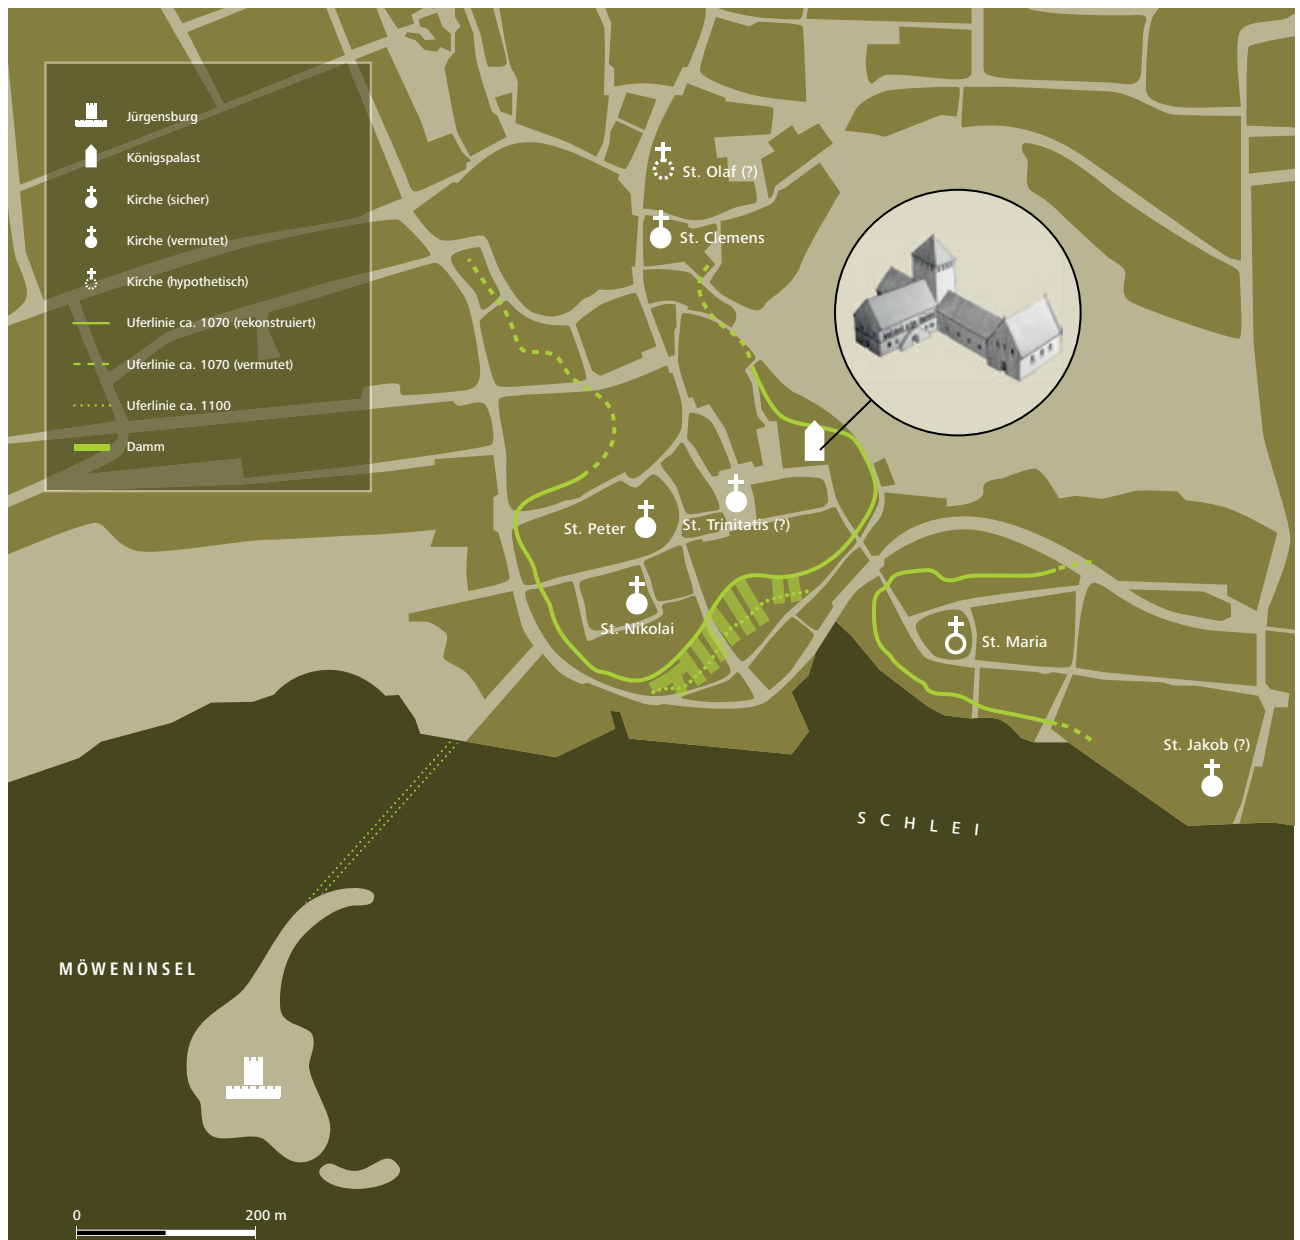 Jürgensburg
Königspalast
Kirche (sicher)
Kirche (vermutet)
Kirche (hypothetisch)
Uferlinie ca. 1070 (rekonstruiert)
Uferlinie ca. 1070 (vermutet)
Uferlinie ca. 1100
Damm
St. Olaf (?)
St. Clemens
St. Peter
St. Trinitatis (?)
St. Nikolai
St. Maria
St. Jakob (?)
SCHLEI
MÖWENINSEL
0 200 m